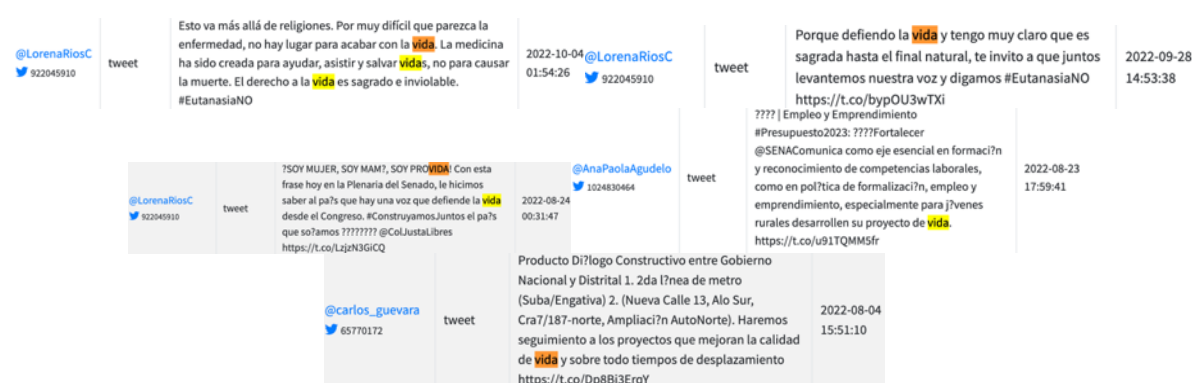 @LorenaRiosC
922045910
tweet
Esto va más allá de religiones. Por muy difícil que parezca la
enfermedad, no hay lugar para acabar con la vida. La medicina
ha sido creada para ayudar, asistir y salvar vidas, no para causar
la muerte. El derecho a la vida es sagrado e inviolable.
#EutanasiaNO
2022-10-04
01:54:26
@LorenaRiosC
922045910
tweet
Porque defiendo la vida y tengo muy claro que es
sagrada hasta el final natural, te invito a que juntos
levantemos nuestra voz y digamos #EutanasiaNO
https://t.co/bypOU3wTXi
2022-09-28
14:53:38
@LorenaRiosC
922045910
tweet
?SOY MUJER, SOY MAM?, SOY PROVIDA! Con esta
frase hoy en la Plenaria del Senado, le hicimos
saber al pa?s que hay una voz que defiende la vida
desde el Congreso. #ConstruyamosJuntos el pa?s
que so?amos ???????? @ColJustaLibres
https://t.co/LzjzN3GiCQ
2022-08-24
00:31:47
@AnaPaolaAgudelo
1024830464
tweet
???? | Empleo y Emprendimiento
#Presupuesto2023: ????Fortalecer
@SENAComunica como eje esencial en formaci?n
y reconocimiento de competencias laborales,
como en pol?tica de formalizaci?n, empleo y
emprendimiento, especialmente para j?venes
rurales desarrollen su proyecto de vida.
https://t.co/u91TQMM5fr
2022-08-23
17:59:41
@carlos_guevara
65770172
tweet
Producto Di?logo Constructivo entre Gobierno
Nacional y Distrital 1. 2da l?nea de metro
(Suba/Engativa) 2. (Nueva Calle 13, Alo Sur,
Cra7/187-norte, Ampliaci?n AutoNorte). Haremos
seguimiento a los proyectos que mejoran la calidad
de vida y sobre todo tiempos de desplazamiento
https://t.co/Dp8Bj3ErqY
2022-08-04
15:51:10